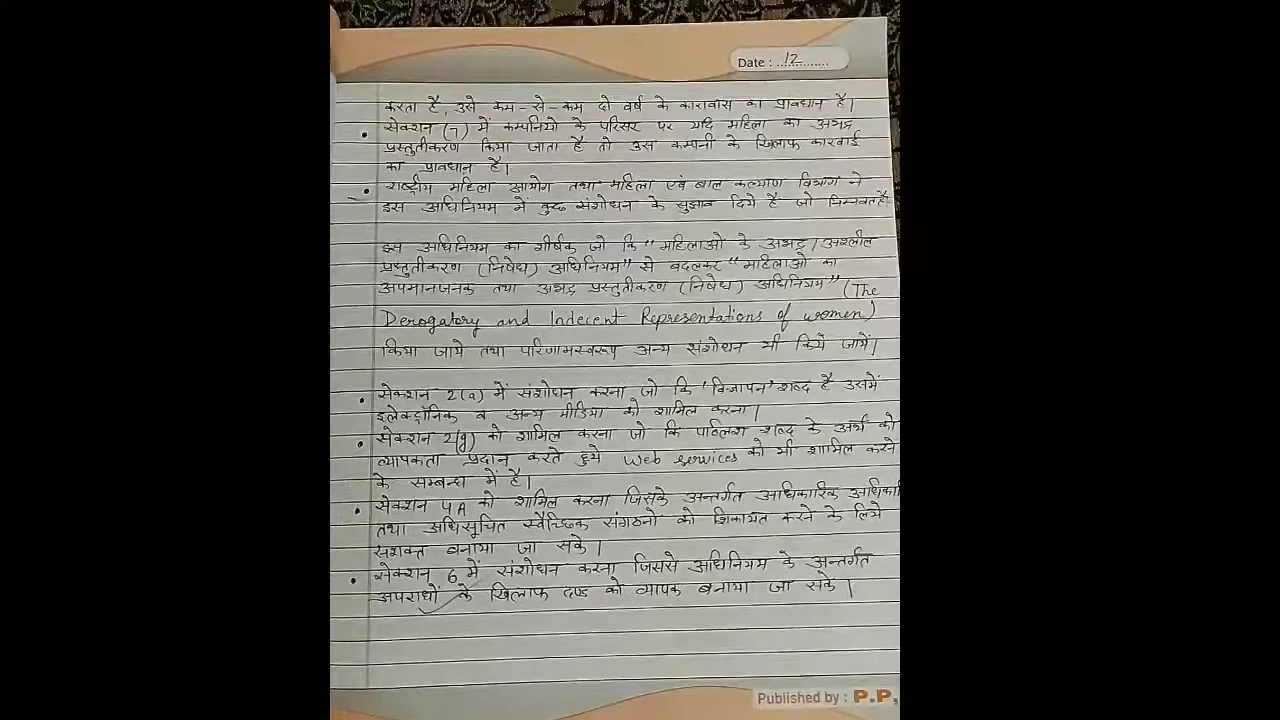 Date : 12
करता है, उसे कम-से-कम दो वर्ष के कारावास का प्रावधान है।
• सेक्शन (7) में कम्पनियो के परिसर पर यदि महिला का अभद्र
प्रस्तुतीकरण किया जाता है तो उस कम्पनी के खिलाफ कारवाई
का प्रावधान है।
• राष्ट्रीय महिला आयोग तथा महिला एवं बाल कल्याण विभाग ने
इस अधिनियम में कुछ संशोधन के सुझाव दिये है जो निम्नवत है:
इस अधिनियम का शीर्षक जो कि "महिलाओं के अभद्र/अश्लील
प्रस्तुतीकरण (निषेध) अधिनियम" से बदलकर "महिलाओ का
अपमानजनक तथा अभद्र प्रस्तुतीकरण (निषेध) अधिनियम" (The
Derogatory and Indecent Representations of women)
किया जाये तथा परिणामस्वरूप अन्य संशोधन भी किये जायें।
• सेक्शन 2(a) में संशोधन करना जो कि 'विज्ञापन' शब्द है उसमें
इलेक्ट्रॉनिक व अन्य मीडिया को शामिल करना।
• सेक्शन 2(g) को शामिल करना जो कि पब्लिश शब्द के अर्थ को
व्यापकता प्रदान करते हुये web services को भी शामिल करने
के सम्बन्ध में है।
• सेक्शन 4A को शामिल करना जिसके अन्तर्गत आधिकारिक अधिकारी
तथा अधिसूचित स्वैच्छिक संगठनो को शिकायत करने के लिये
सशक्त बनाया जा सके।
• सेक्शन 6 में संशोधन करना जिससे अधिनियम के अन्तर्गत
अपराधों के खिलाफ दण्ड को व्यापक बनाया जा सके।
Published by : P.P.